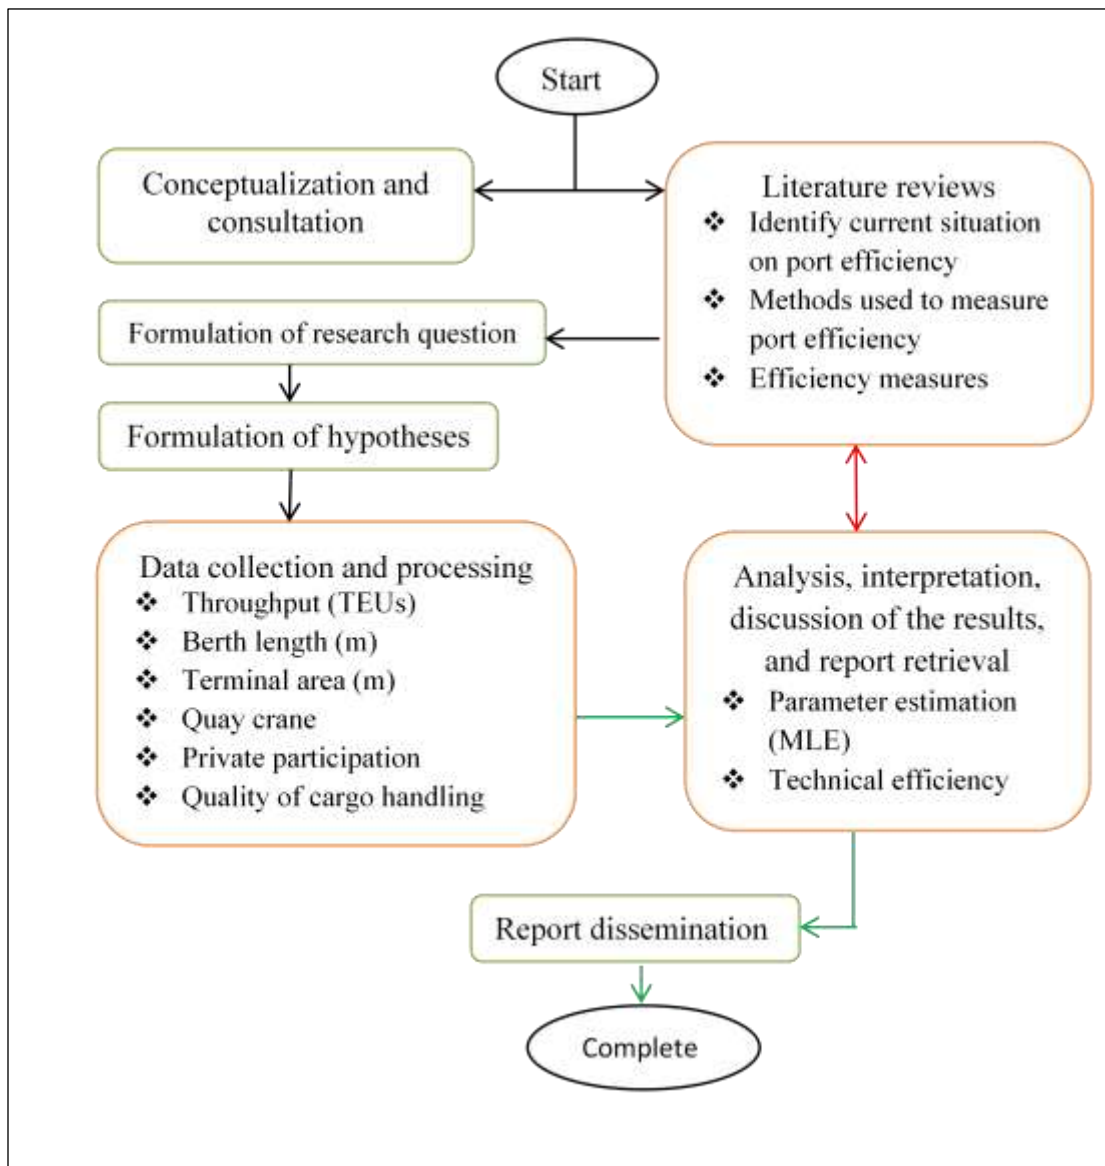 Start
Conceptualization and
consultation
Literature reviews
❖ Identify current situation
on port efficiency
❖ Methods used to measure
port efficiency
❖ Efficiency measures
Formulation of research question
Formulation of hypotheses
Data collection and processing
❖ Throughput (TEUs)
❖ Berth length (m)
❖ Terminal area (m)
❖ Quay crane
❖ Private participation
❖ Quality of cargo handling
Analysis, interpretation,
discussion of the results,
and report retrieval
❖ Parameter estimation
(MLE)
❖ Technical efficiency
Report dissemination
Complete